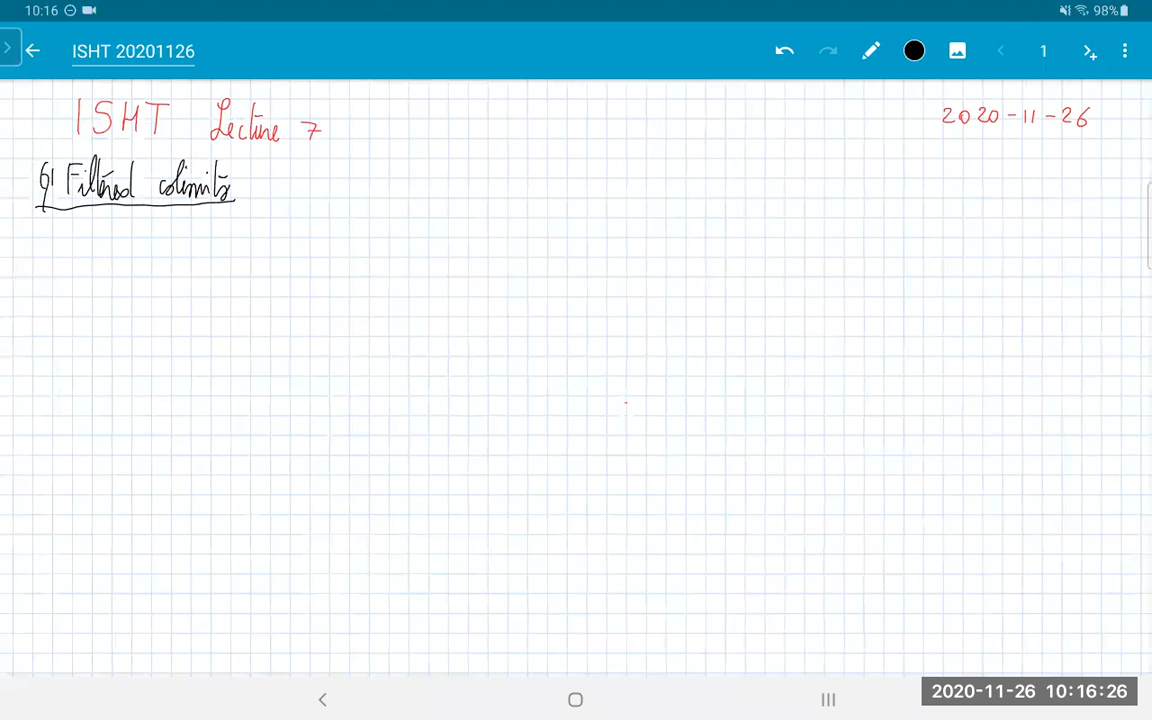 10:16 98%
ISHT 20201126 1
ISHT Lecture 7 2020-11-26
§1 Filtered colimits
2020-11-26 10:16:26